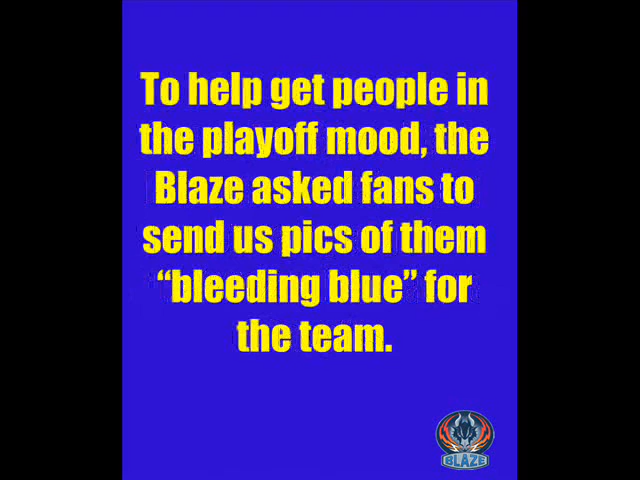 To help get people in
the playoff mood, the
Blaze asked fans to
send us pics of them
“bleeding blue” for
the team.
BLAZE